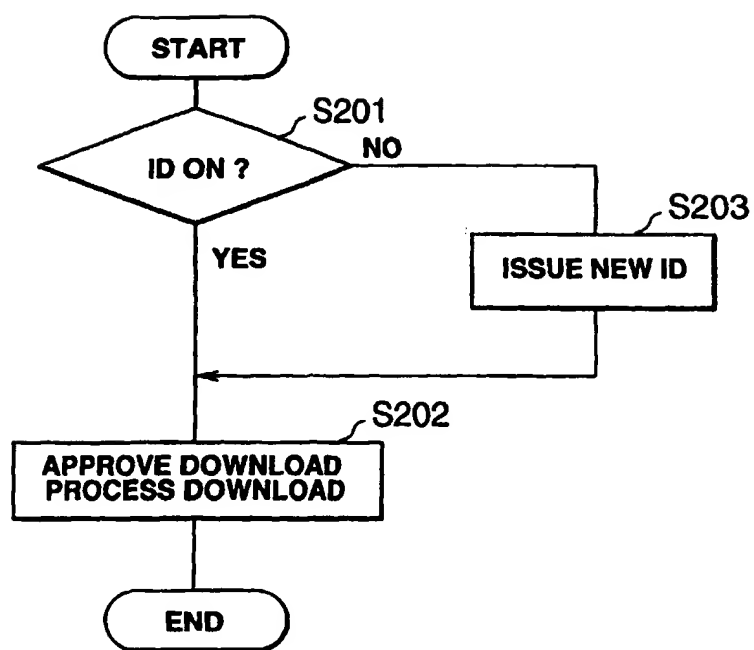 START
S201
ID ON ?
NO
S203
YES
ISSUE NEW ID
S202
APPROVE DOWNLOAD
PROCESS DOWNLOAD
END